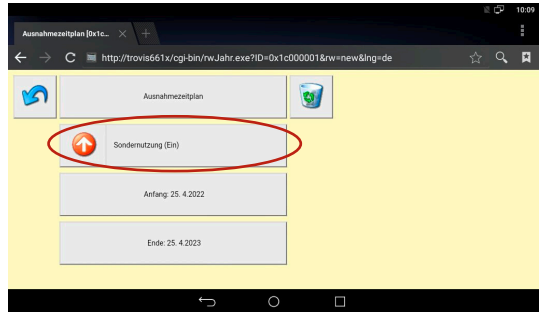 10:09
Ausnahmezeitplan [0x1c...
http://trovis661x/cgi-bin/rwJahr.exe?ID=0x1c000001&rw=new&lng=de
Ausnahmezeitplan
Sondernutzung (Ein)
Anfang: 25. 4.2022
Ende: 25. 4.2023